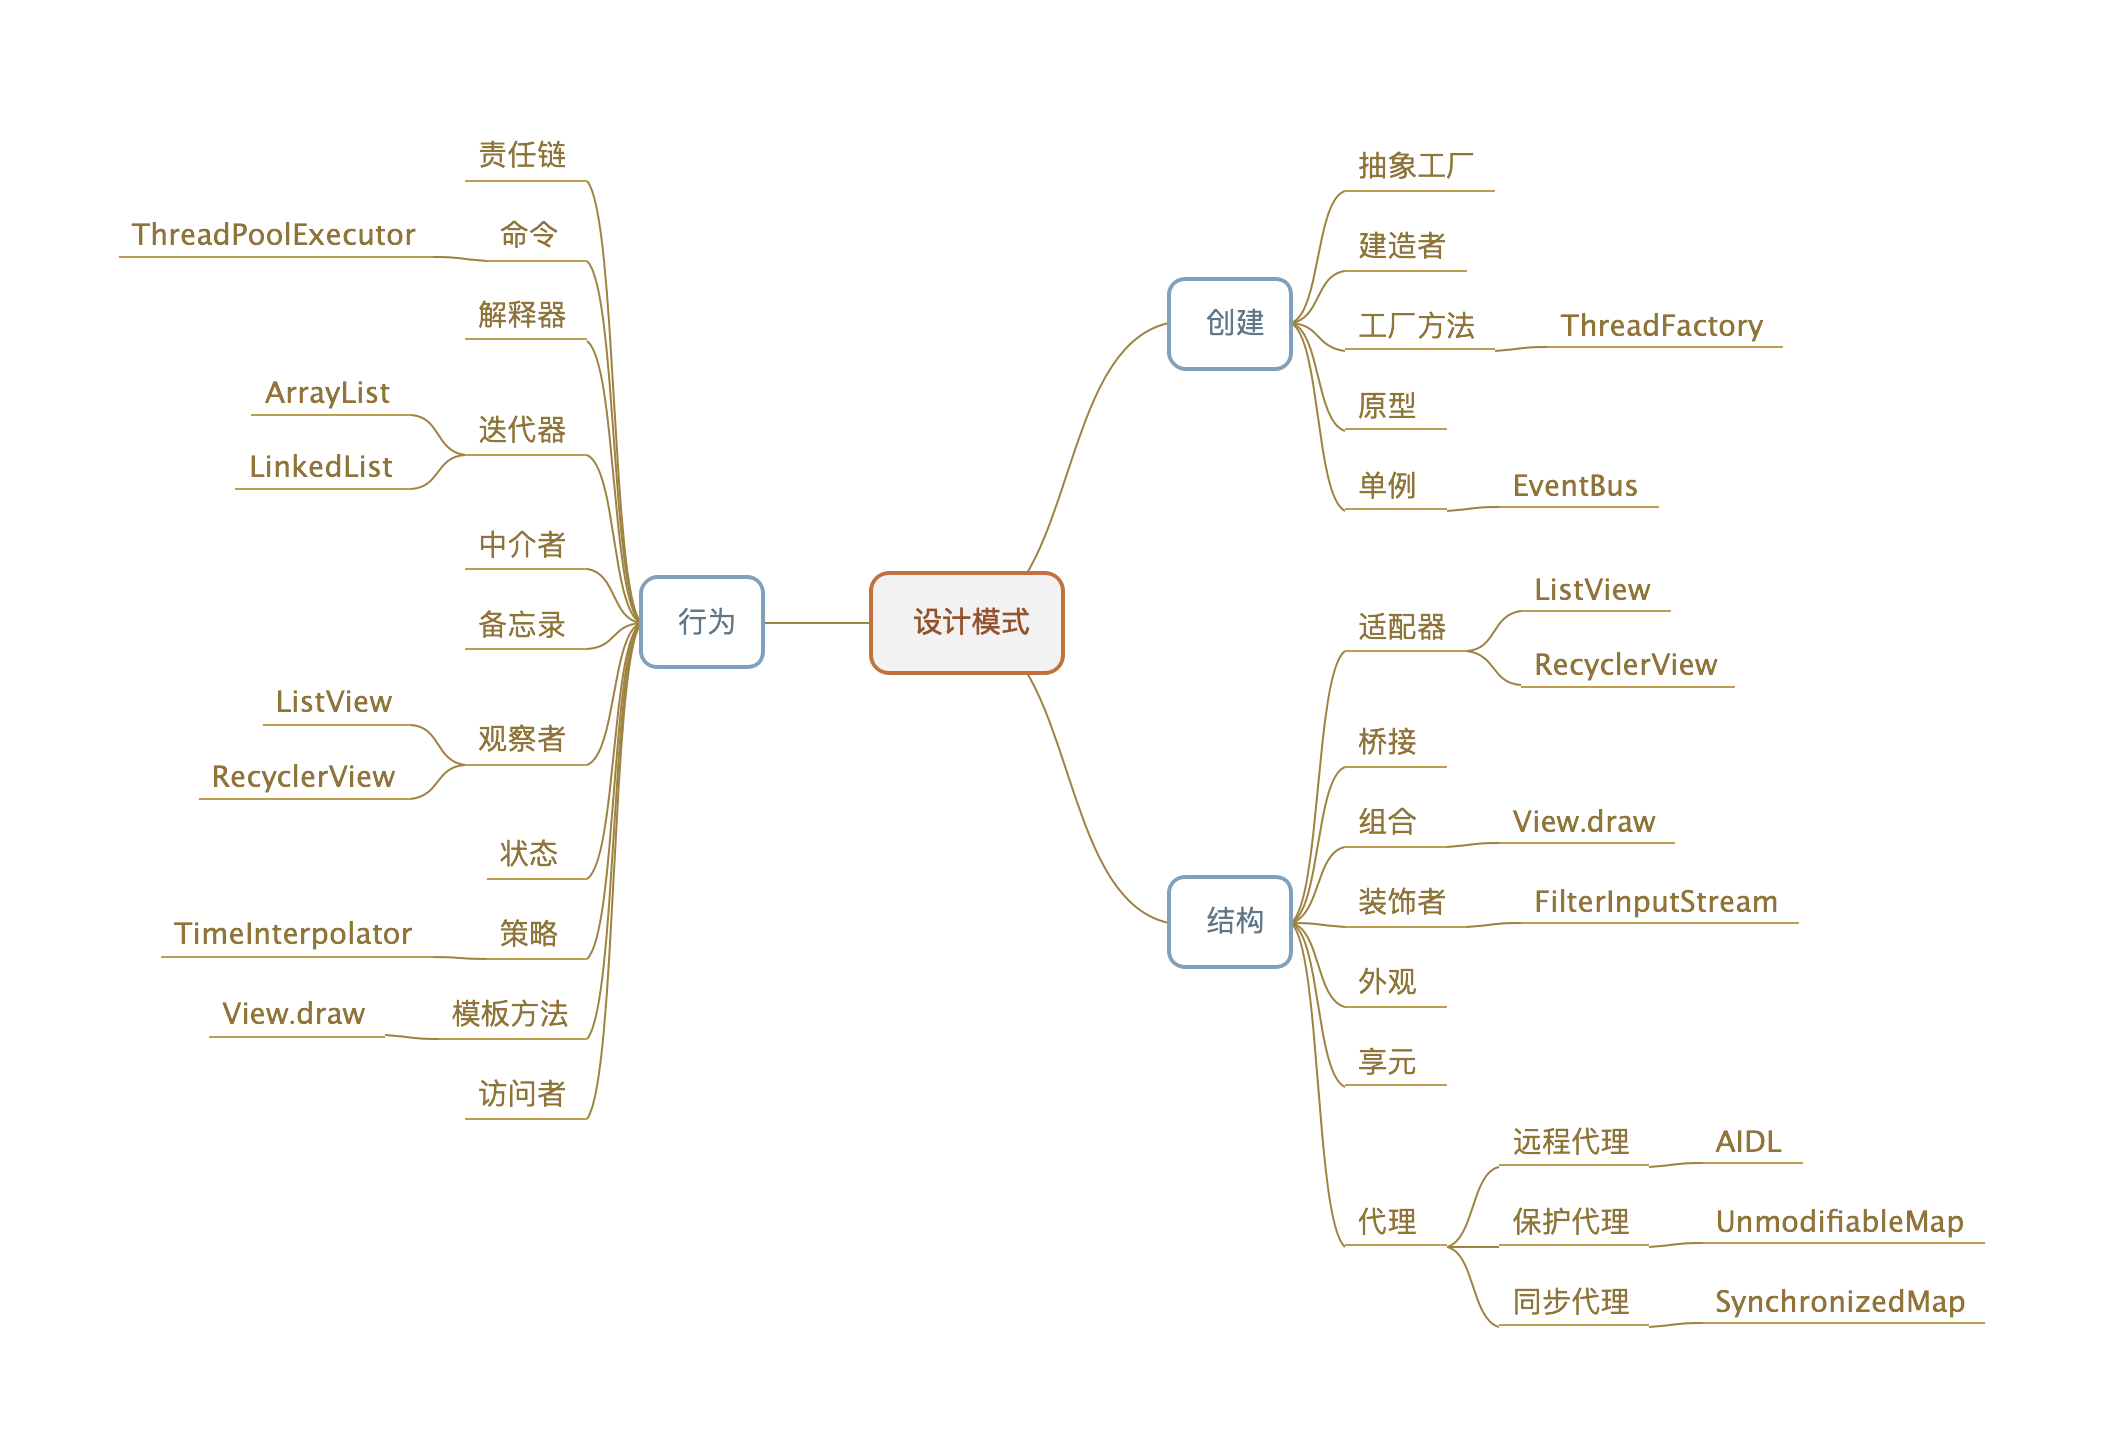 设计模式
行为
责任链
命令
ThreadPoolExecutor
解释器
迭代器
ArrayList
LinkedList
中介者
备忘录
观察者
ListView
RecyclerView
状态
策略
TimeInterpolator
模板方法
View.draw
访问者
创建
抽象工厂
建造者
工厂方法
ThreadFactory
原型
单例
EventBus
结构
适配器
ListView
RecyclerView
桥接
组合
View.draw
装饰者
FilterInputStream
外观
享元
代理
远程代理
AIDL
保护代理
UnmodifiableMap
同步代理
SynchronizedMap